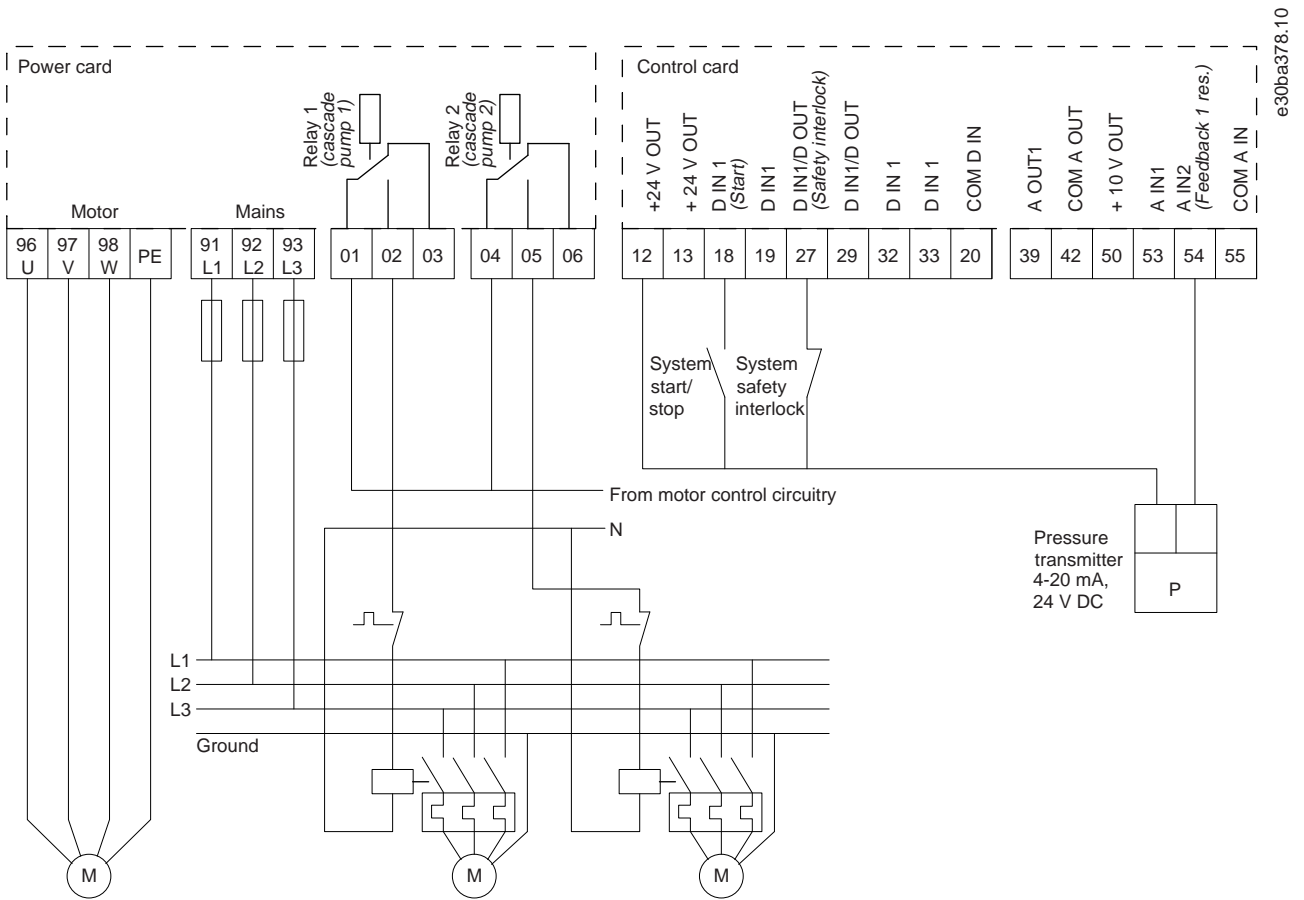 e30ba378.10
Power card
Control card
Relay 1
(cascade
pump 1)
Relay 2
(cascade
pump 2)
+24 V OUT
+ 24 V OUT
D IN 1
(Start)
D IN1
D IN1/D OUT
(Safety interlock)
D IN1/D OUT
D IN 1
D IN 1
COM D IN
A OUT1
COM A OUT
+ 10 V OUT
A IN1
A IN2
(Feedback 1 res.)
COM A IN
Motor
Mains
96 97 98 PE
U V W
91 92 93
L1 L2 L3
01 02 03
04 05 06
12 13 18 19 27 29 32 33 20
39 42 50 53 54 55
System
start/
stop
System
safety
interlock
From motor control circuitry
N
Pressure
transmitter
4-20 mA,
24 V DC
P
L1
L2
L3
Ground
M
M
M